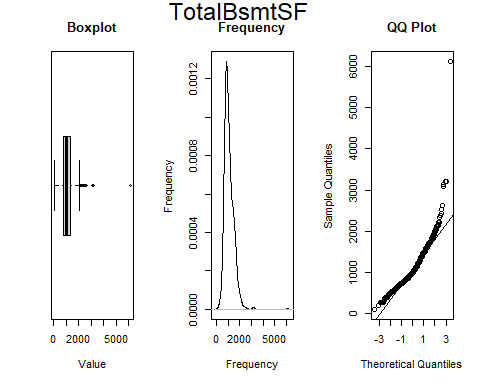 TotalBsmtSF
Boxplot
0 2000 5000
Value
Frequency
Frequency
0.0000 0.0004 0.0008 0.0012
0 2000 5000
Frequency
QQ Plot
Sample Quantiles
0 1000 2000 3000 4000 5000 6000
-3 -1 1 3
Theoretical Quantiles